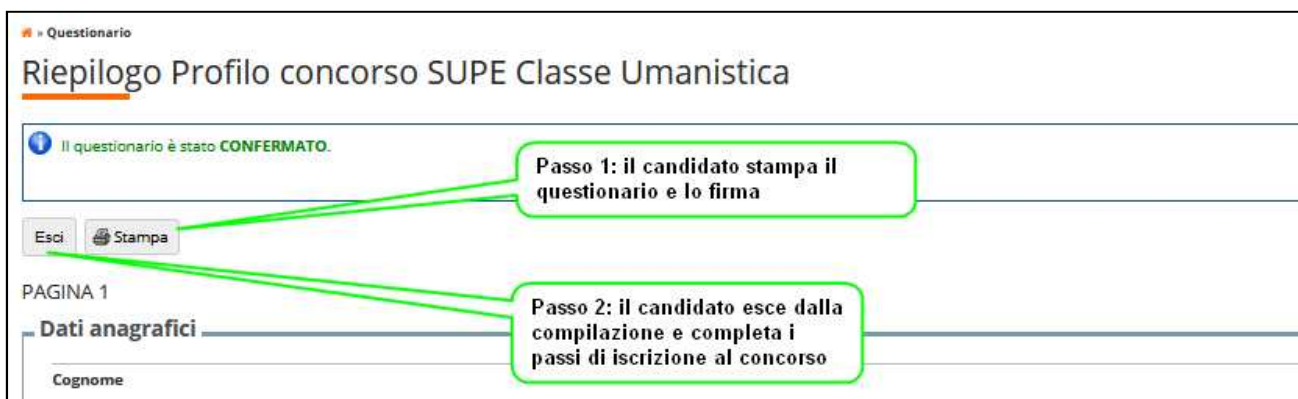 » Questionario
Riepilogo Profilo concorso SUPE Classe Umanistica
Il questionario è stato CONFERMATO.
Passo 1: il candidato stampa il
questionario e lo firma
Esci
Stampa
PAGINA 1
Passo 2: il candidato esce dalla
compilazione e completa i
passi di iscrizione al concorso
Dati anagrafici
Cognome